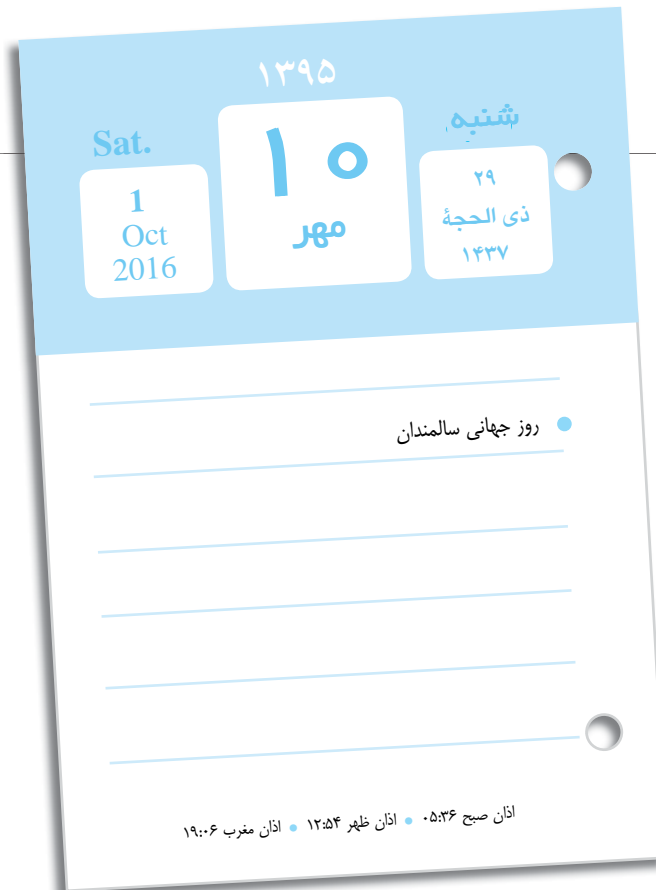 ۱۳۹۵
شنبه
۲۹
ذی الحجة
۱۴۳۷
۱۰
مهر
Sat.
1
Oct
2016
روز جهانی سالمندان
اذان صبح ۰۵:۳۶ • اذان ظهر ۱۲:۵۴ • اذان مغرب ۱۹:۰۶